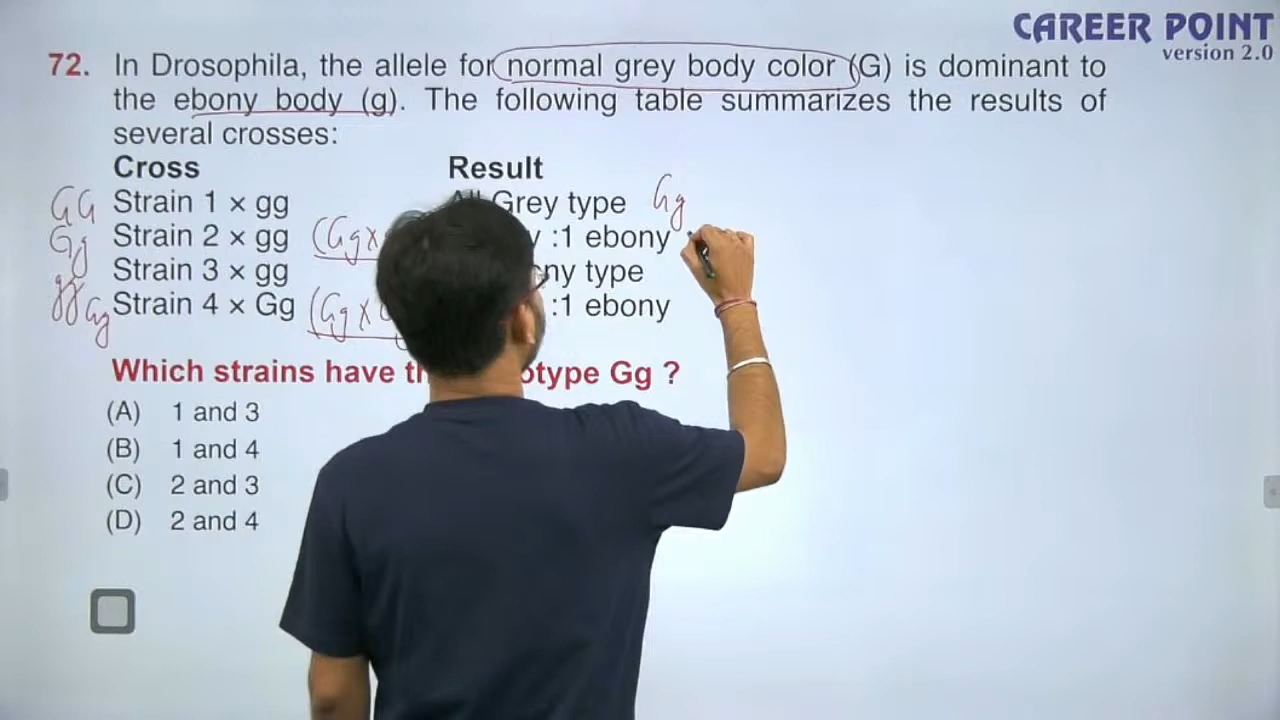 CAREER POINT
version 2.0
72. In Drosophila, the allele for normal grey body color (G) is dominant to
the ebony body (g). The following table summarizes the results of
several crosses:
Cross Result
GG Strain 1 × gg All Grey type Gg
Gg Strain 2 × gg (Gg× :1 ebony
gg Strain 3 × gg type
Gg Strain 4 × Gg (Gg× :1 ebony
Which strains have Gg ?
(A) 1 and 3
(B) 1 and 4
(C) 2 and 3
(D) 2 and 4